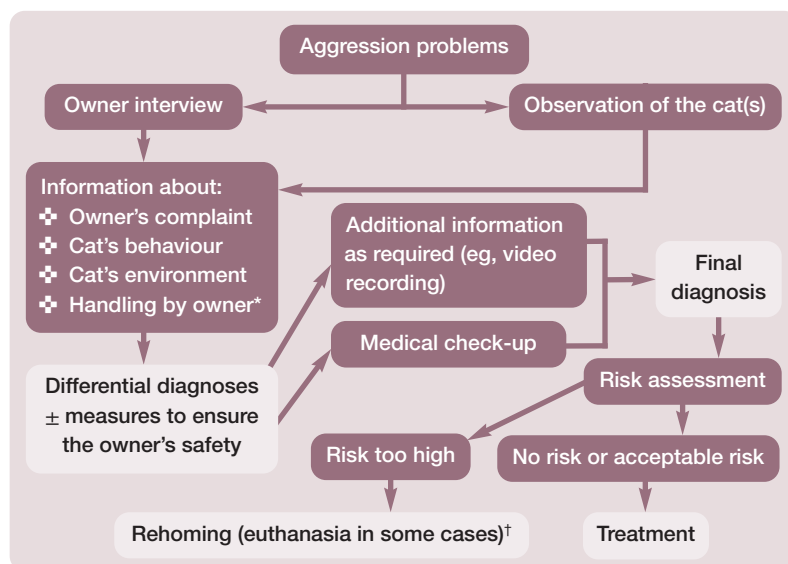 Aggression problems
Owner interview
Observation of the cat(s)
Information about:
❖ Owner's complaint
❖ Cat's behaviour
❖ Cat's environment
❖ Handling by owner*
Additional information
as required (eg, video
recording)
Final
diagnosis
Medical check-up
Differential diagnoses
± measures to ensure
the owner's safety
Risk assessment
Risk too high
No risk or acceptable risk
Rehoming (euthanasia in some cases)†
Treatment